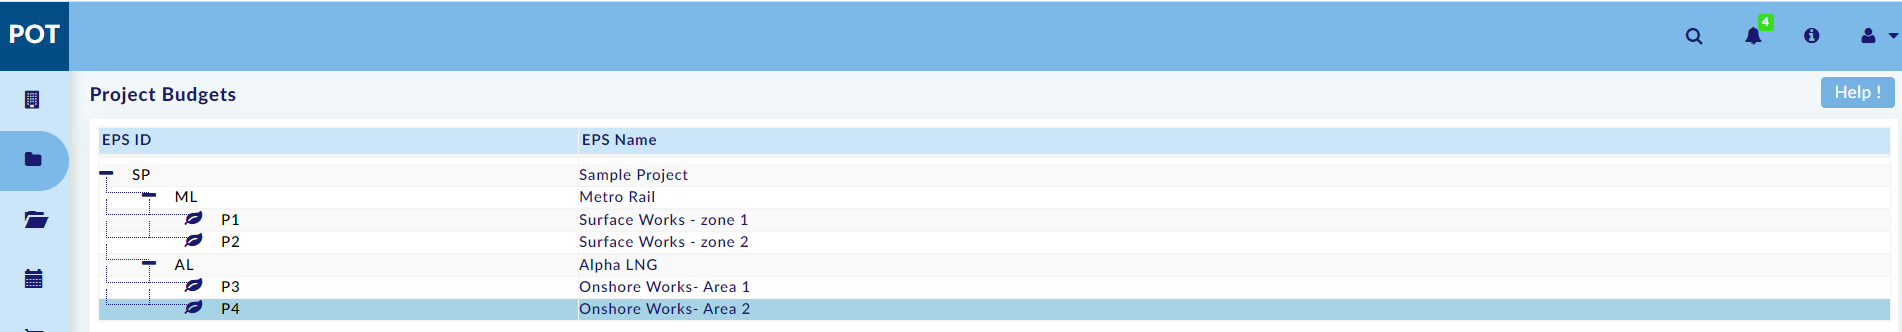 POT
4
Project Budgets
Help !
EPS ID EPS Name
SP Sample Project
ML Metro Rail
P1 Surface Works - zone 1
P2 Surface Works - zone 2
AL Alpha LNG
P3 Onshore Works- Area 1
P4 Onshore Works- Area 2